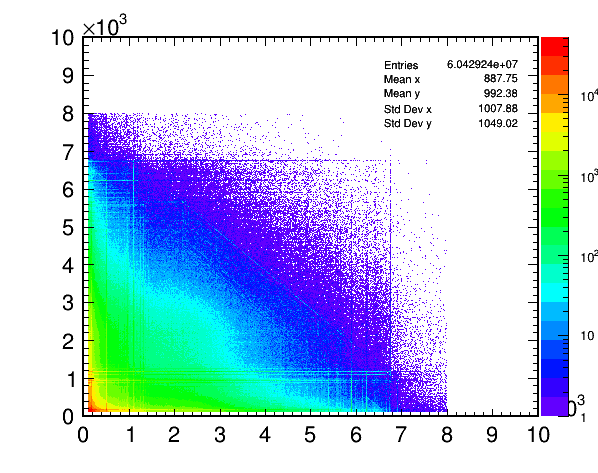 ×10³
10
9
8
7
6
5
4
3
2
1
0
0 1 2 3 4 5 6 7 8 9 10
Entries 6.042924e+07
Mean x 887.75
Mean y 992.38
Std Dev x 1007.88
Std Dev y 1049.02
10⁴
10³
10²
10
1